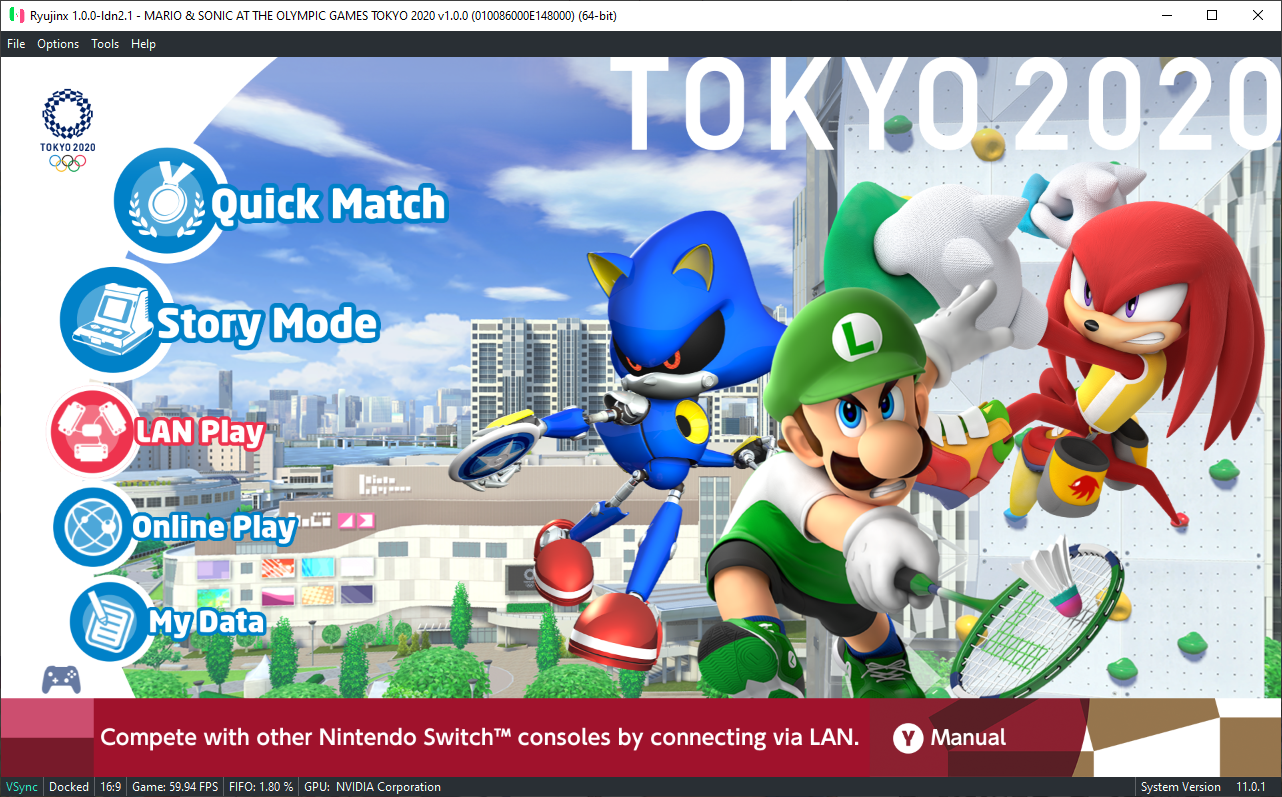 Ryujinx 1.0.0-ldn2.1 - MARIO & SONIC AT THE OLYMPIC GAMES TOKYO 2020 v1.0.0 (010086000E148000) (64-bit)
File Options Tools Help
TOKYO 2020
TOKYO 2020
Quick Match
Story Mode
LAN Play
Online Play
My Data
L
Compete with other Nintendo Switch™ consoles by connecting via LAN.
Y Manual
VSync Docked 16:9 Game: 59.94 FPS FIFO: 1.80 % GPU: NVIDIA Corporation System Version 11.0.1